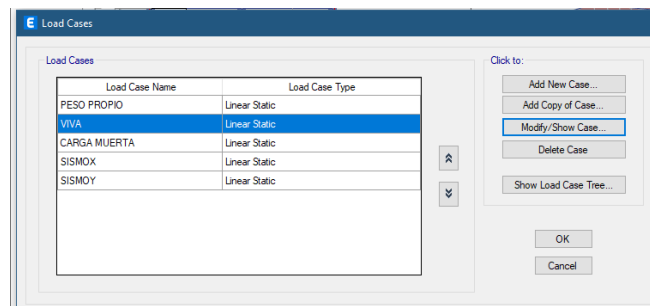 E Load Cases
Load Cases
Load Case Name Load Case Type
PESO PROPIO Linear Static
VIVA Linear Static
CARGA MUERTA Linear Static
SISMOX Linear Static
SISMOY Linear Static
Click to:
Add New Case...
Add Copy of Case...
Modify/Show Case...
Delete Case
Show Load Case Tree...
OK
Cancel